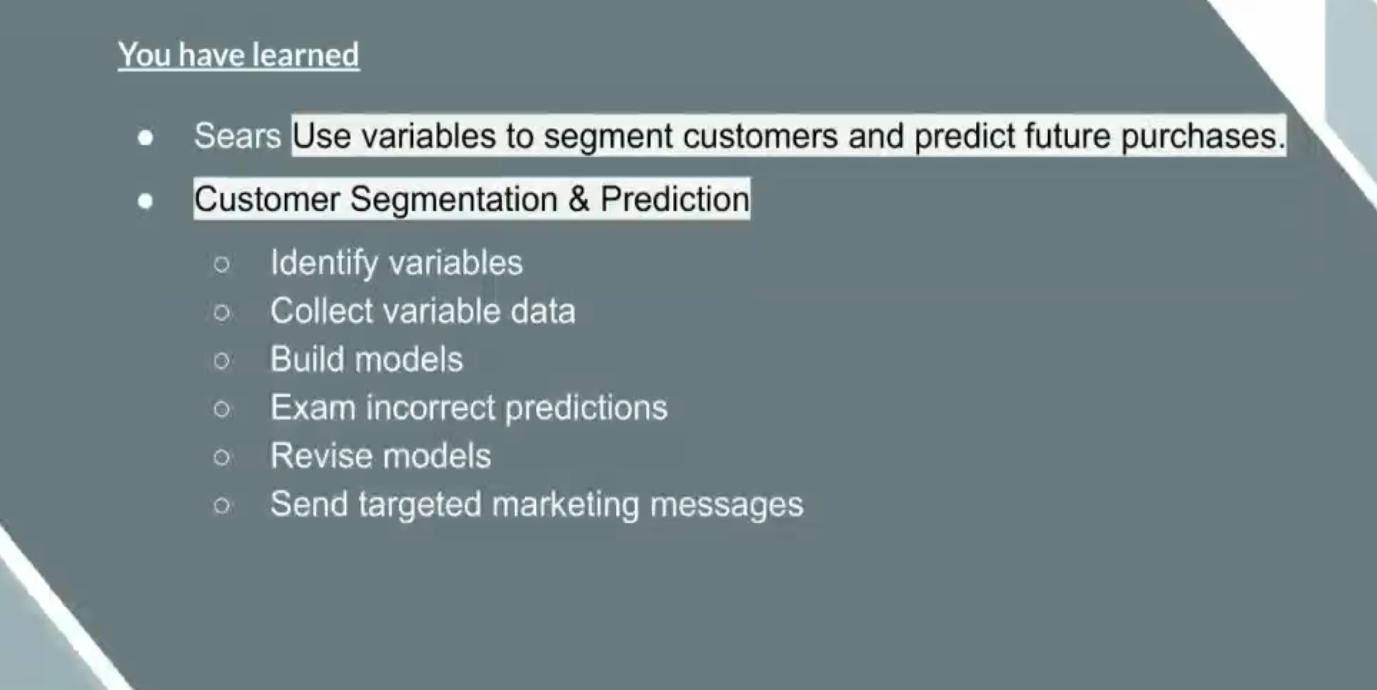 You have learned
● Sears Use variables to segment customers and predict future purchases.
● Customer Segmentation & Prediction
○ Identify variables
○ Collect variable data
○ Build models
○ Exam incorrect predictions
○ Revise models
○ Send targeted marketing messages